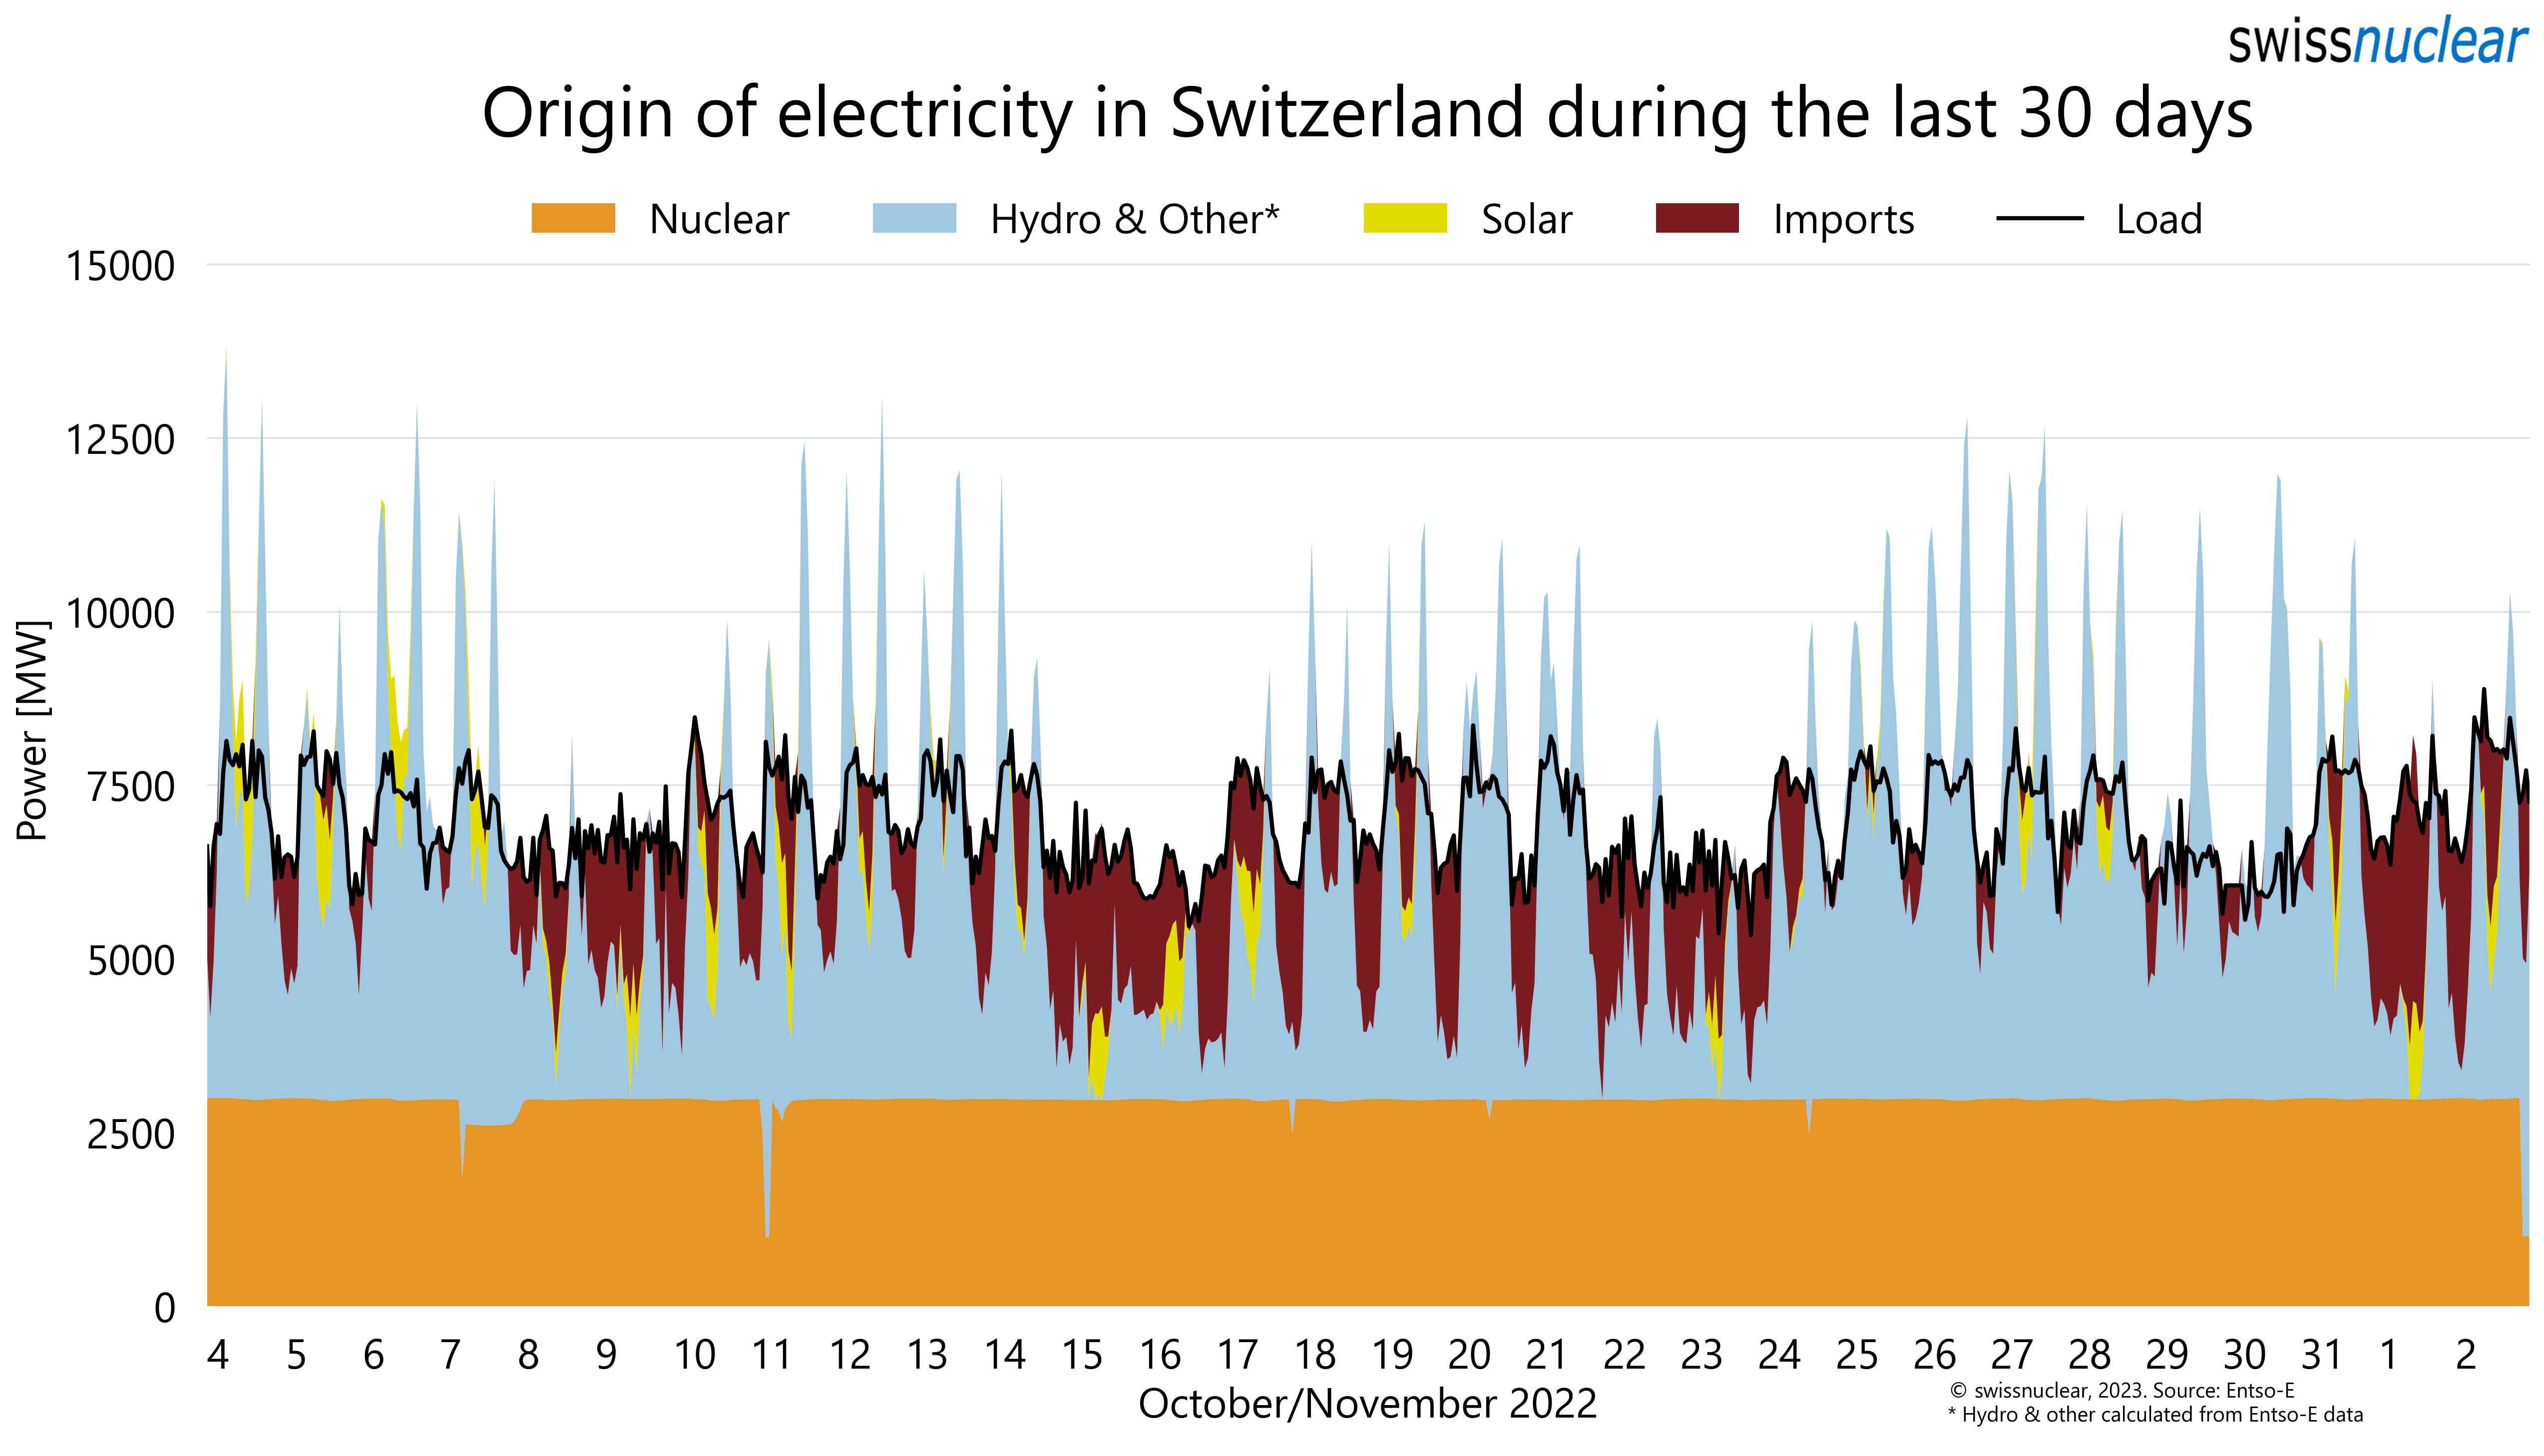 swissnuclear
Origin of electricity in Switzerland during the last 30 days
Nuclear Hydro & Other* Solar Imports Load
15000
12500
10000
7500
5000
2500
0
Power [MW]
4 5 6 7 8 9 10 11 12 13 14 15 16 17 18 19 20 21 22 23 24 25 26 27 28 29 30 31 1 2
October/November 2022
© swissnuclear, 2023. Source: Entso-E
* Hydro & other calculated from Entso-E data